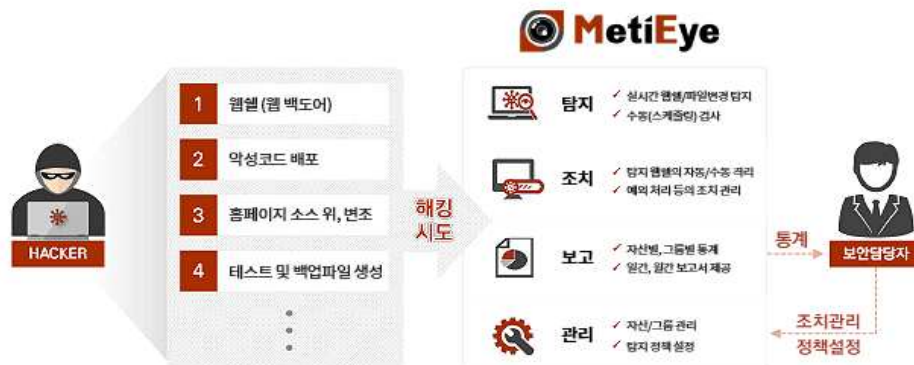 MetiEye
1 웹쉘 (웹 백도어)
2 악성코드 배포
3 홈페이지 소스 위, 변조
4 테스트 및 백업파일 생성
HACKER
해킹
시도
탐지
✓ 실시간 웹쉘/파일변경 탐지
✓ 수동(스케줄링) 검사
조치
✓ 탐지 웹쉘의 자동/수동 격리
✓ 예외 처리 등의 조치 관리
보고
✓ 자산별, 그룹별 통계
✓ 일간, 월간 보고서 제공
관리
✓ 자산/그룹 관리
✓ 탐지 정책 설정
통계
보안담당자
조치관리
정책설정